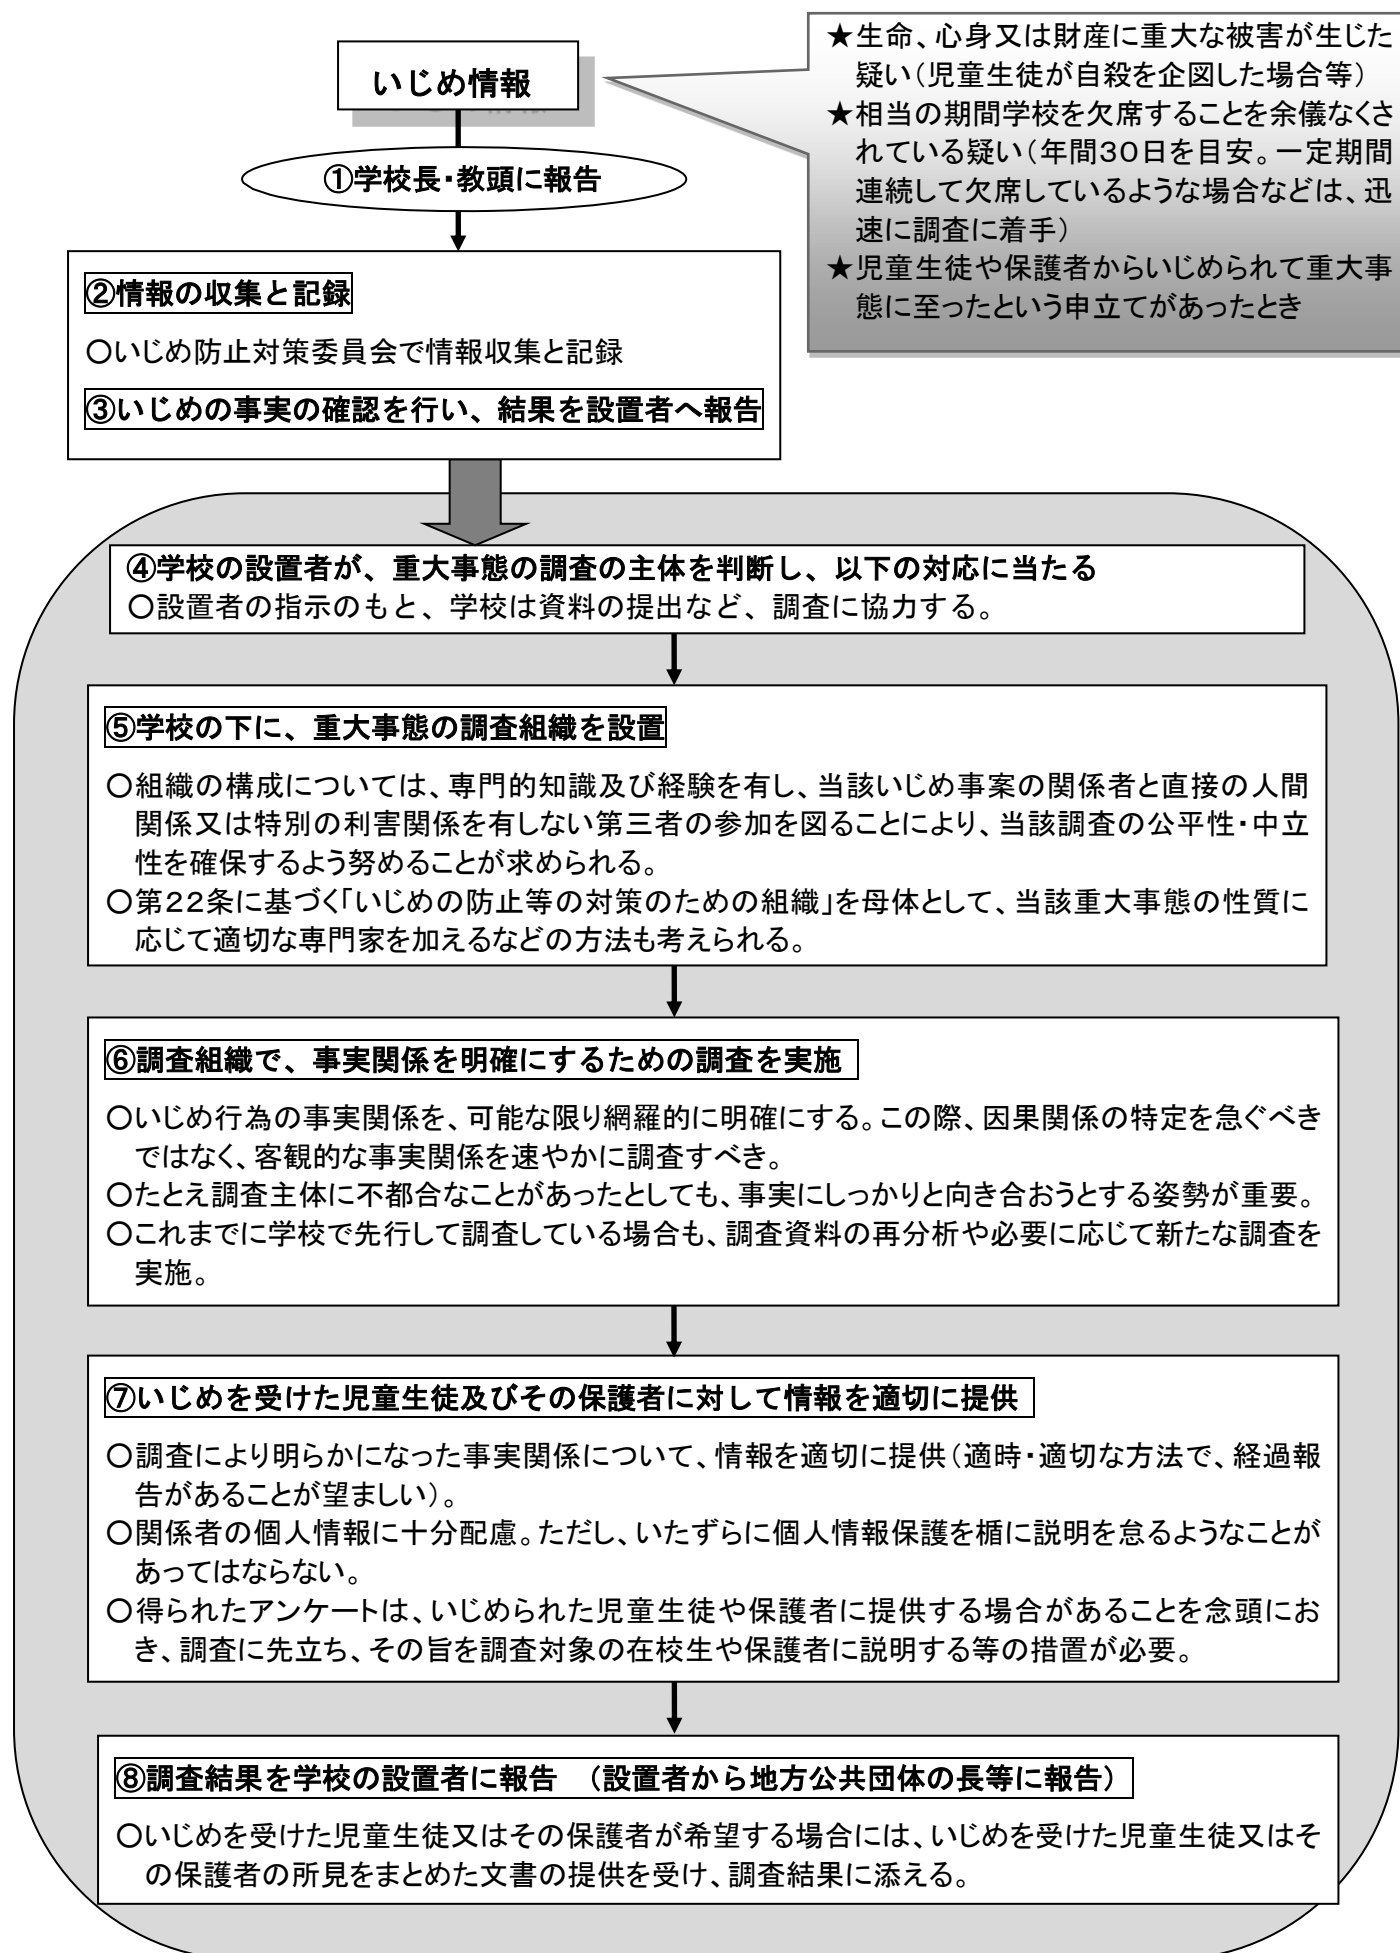 いじめ情報
★生命、心身又は財産に重大な被害が生じた
疑い（児童生徒が自殺を企図した場合等）
★相当の期間学校を欠席することを余儀なくさ
れている疑い（年間３０日を目安。一定期間
連続して欠席しているような場合などは、迅
速に調査に着手）
★児童生徒や保護者からいじめられて重大事
態に至ったという申立てがあったとき
①学校長・教頭に報告
②情報の収集と記録
○いじめ防止対策委員会で情報収集と記録
③いじめの事実の確認を行い、結果を設置者へ報告
④学校の設置者が、重大事態の調査の主体を判断し、以下の対応に当たる
○設置者の指示のもと、学校は資料の提出など、調査に協力する。
⑤学校の下に、重大事態の調査組織を設置
○組織の構成については、専門的知識及び経験を有し、当該いじめ事案の関係者と直接の人間
関係又は特別の利害関係を有しない第三者の参加を図ることにより、当該調査の公平性・中立
性を確保するよう努めることが求められる。
○第２２条に基づく「いじめの防止等の対策のための組織」を母体として、当該重大事態の性質に
応じて適切な専門家を加えるなどの方法も考えられる。
⑥調査組織で、事実関係を明確にするための調査を実施
○いじめ行為の事実関係を、可能な限り網羅的に明確にする。この際、因果関係の特定を急ぐべき
ではなく、客観的な事実関係を速やかに調査すべき。
○たとえ調査主体に不都合なことがあったとしても、事実にしっかりと向き合おうとする姿勢が重要。
○これまでに学校で先行して調査している場合も、調査資料の再分析や必要に応じて新たな調査を
実施。
⑦いじめを受けた児童生徒及びその保護者に対して情報を適切に提供
○調査により明らかになった事実関係について、情報を適切に提供（適時・適切な方法で、経過報
告があることが望ましい）。
○関係者の個人情報に十分配慮。ただし、いたずらに個人情報保護を楯に説明を怠るようなことが
あってはならない。
○得られたアンケートは、いじめられた児童生徒や保護者に提供する場合があることを念頭にお
き、調査に先立ち、その旨を調査対象の在校生や保護者に説明する等の措置が必要。
⑧調査結果を学校の設置者に報告　（設置者から地方公共団体の長等に報告）
○いじめを受けた児童生徒又はその保護者が希望する場合には、いじめを受けた児童生徒又はそ
の保護者の所見をまとめた文書の提供を受け、調査結果に添える。